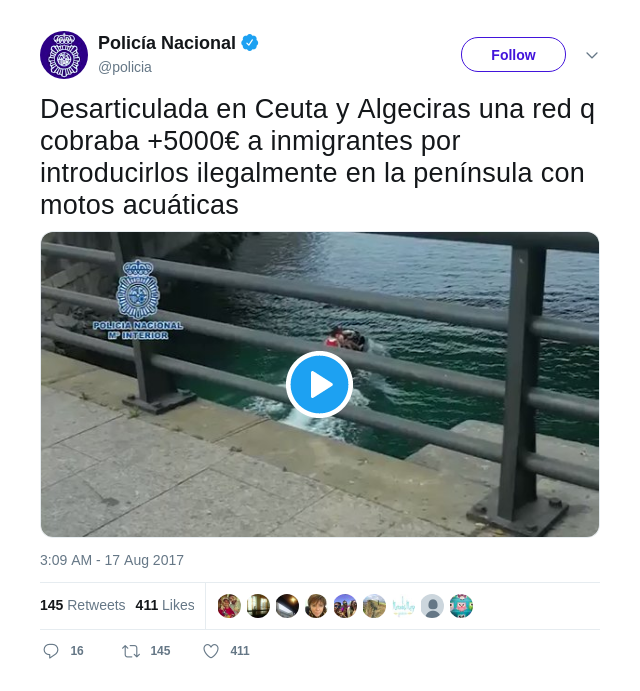 Policía Nacional
@policia
Follow
Desarticulada en Ceuta y Algeciras una red q
cobraba +5000€ a inmigrantes por
introducirlos ilegalmente en la península con
motos acuáticas
POLICIA NACIONAL
Mº INTERIOR
3:09 AM - 17 Aug 2017
145 Retweets 411 Likes
16 145 411